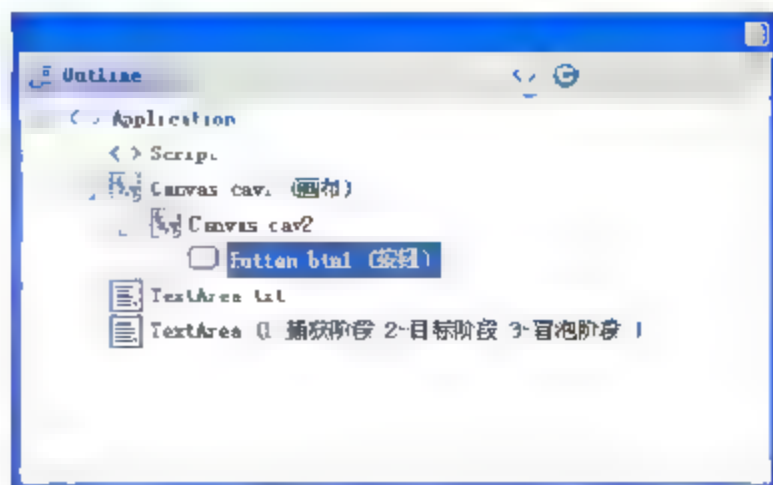 Outline
Application
Script
Canvas cav1 (画布)
Canvas cav2
Button btn1 (按钮)
TextArea txt
TextArea (1-捕获阶段 2-目标阶段 3-冒泡阶段 )